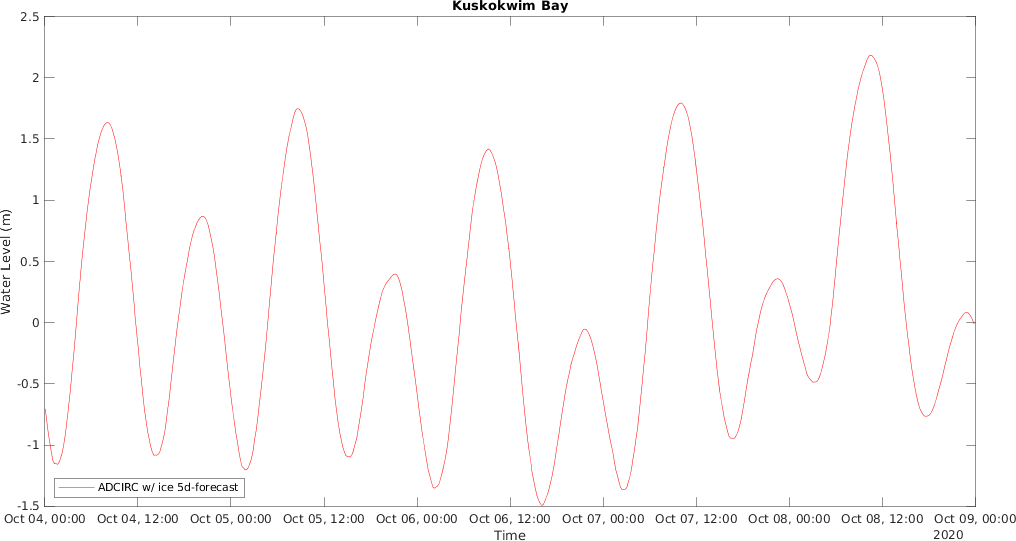 Kuskokwim Bay
2.5
2
1.5
1
0.5
0
-0.5
-1
-1.5
Water Level (m)
ADCIRC w/ ice 5d-forecast
Oct 04, 00:00 Oct 04, 12:00 Oct 05, 00:00 Oct 05, 12:00 Oct 06, 00:00 Oct 06, 12:00 Oct 07, 00:00 Oct 07, 12:00 Oct 08, 00:00 Oct 08, 12:00 Oct 09, 00:00
Time
2020